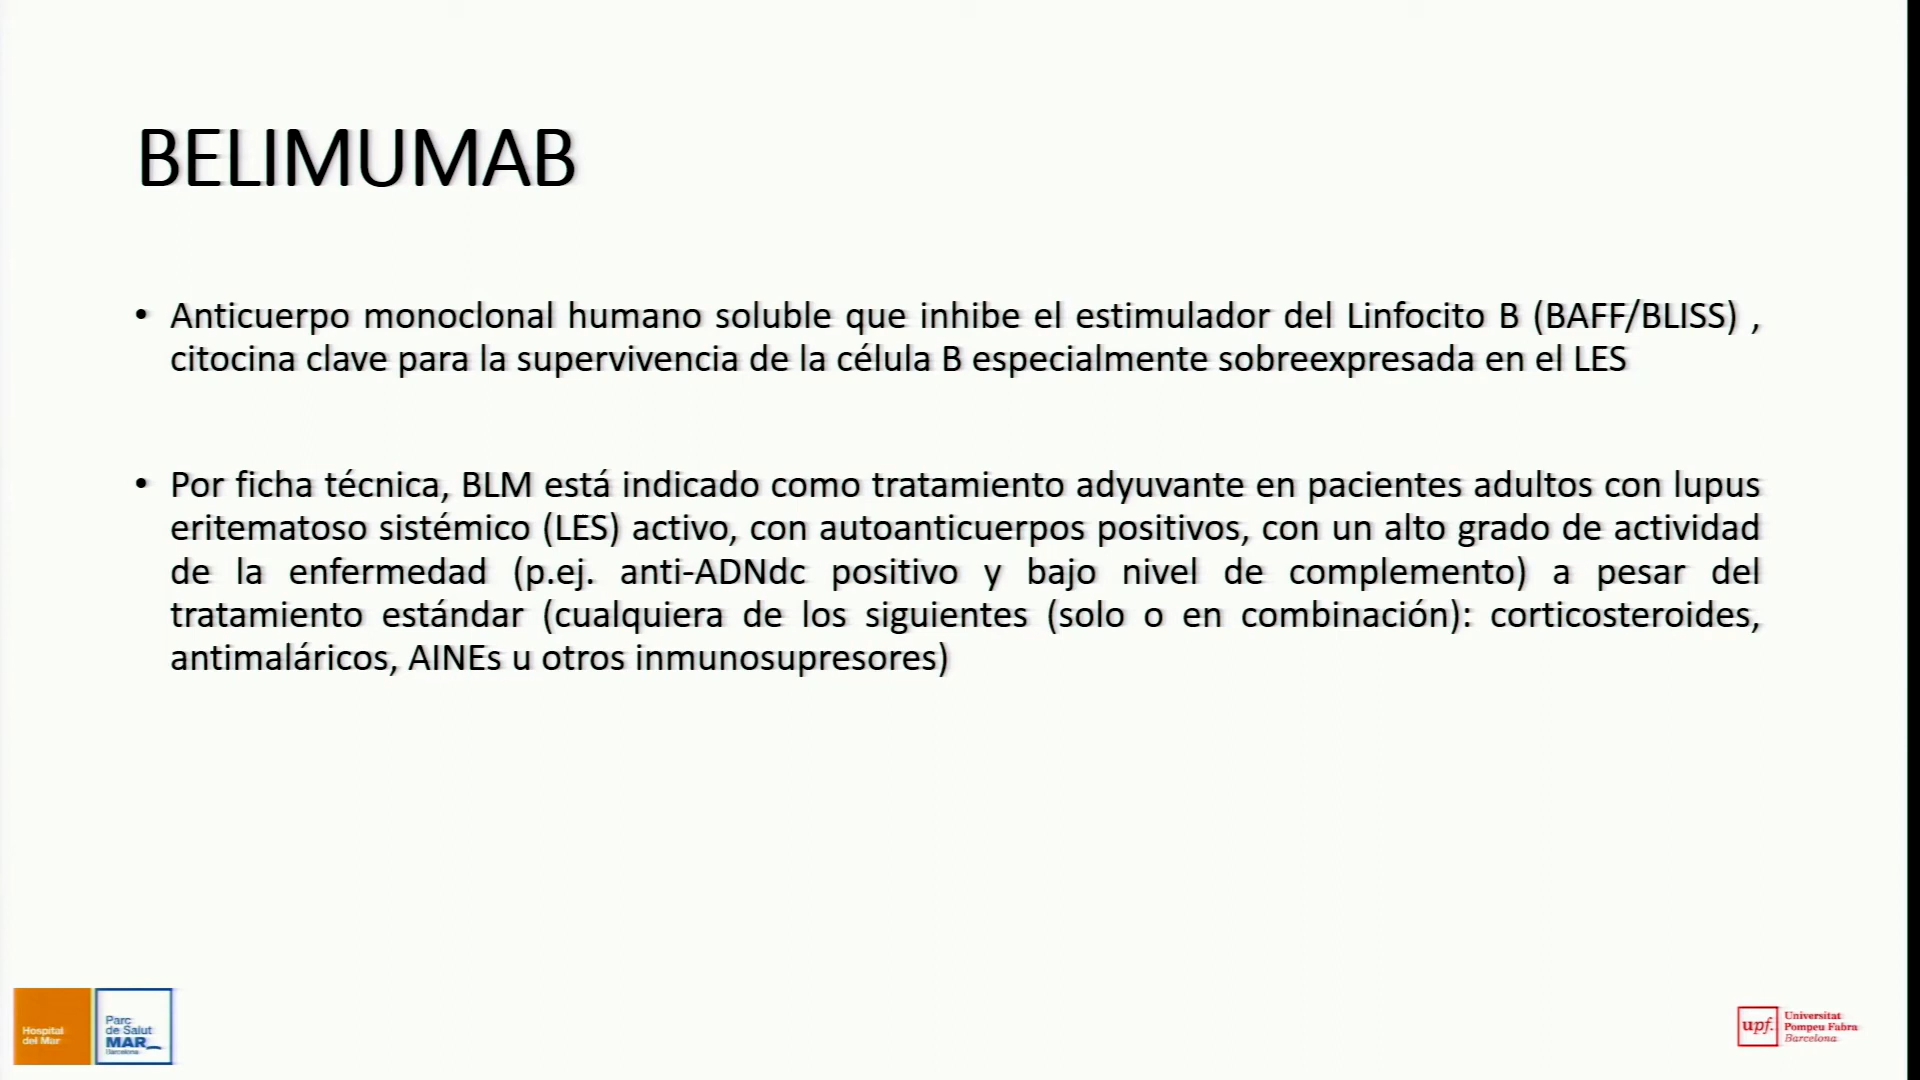 BELIMUMAB
• Anticuerpo monoclonal humano soluble que inhibe el estimulador del Linfocito B (BAFF/BLISS) ,
citocina clave para la supervivencia de la célula B especialmente sobreexpresada en el LES
• Por ficha técnica, BLM está indicado como tratamiento adyuvante en pacientes adultos con lupus
eritematoso sistémico (LES) activo, con autoanticuerpos positivos, con un alto grado de actividad
de la enfermedad (p.ej. anti-ADNdc positivo y bajo nivel de complemento) a pesar del
tratamiento estándar (cualquiera de los siguientes (solo o en combinación): corticosteroides,
antimaláricos, AINEs u otros inmunosupresores)
Hospital
del Mar
Parc
de Salut
MAR
Barcelona
upf.
Universitat
Pompeu Fabra
Barcelona